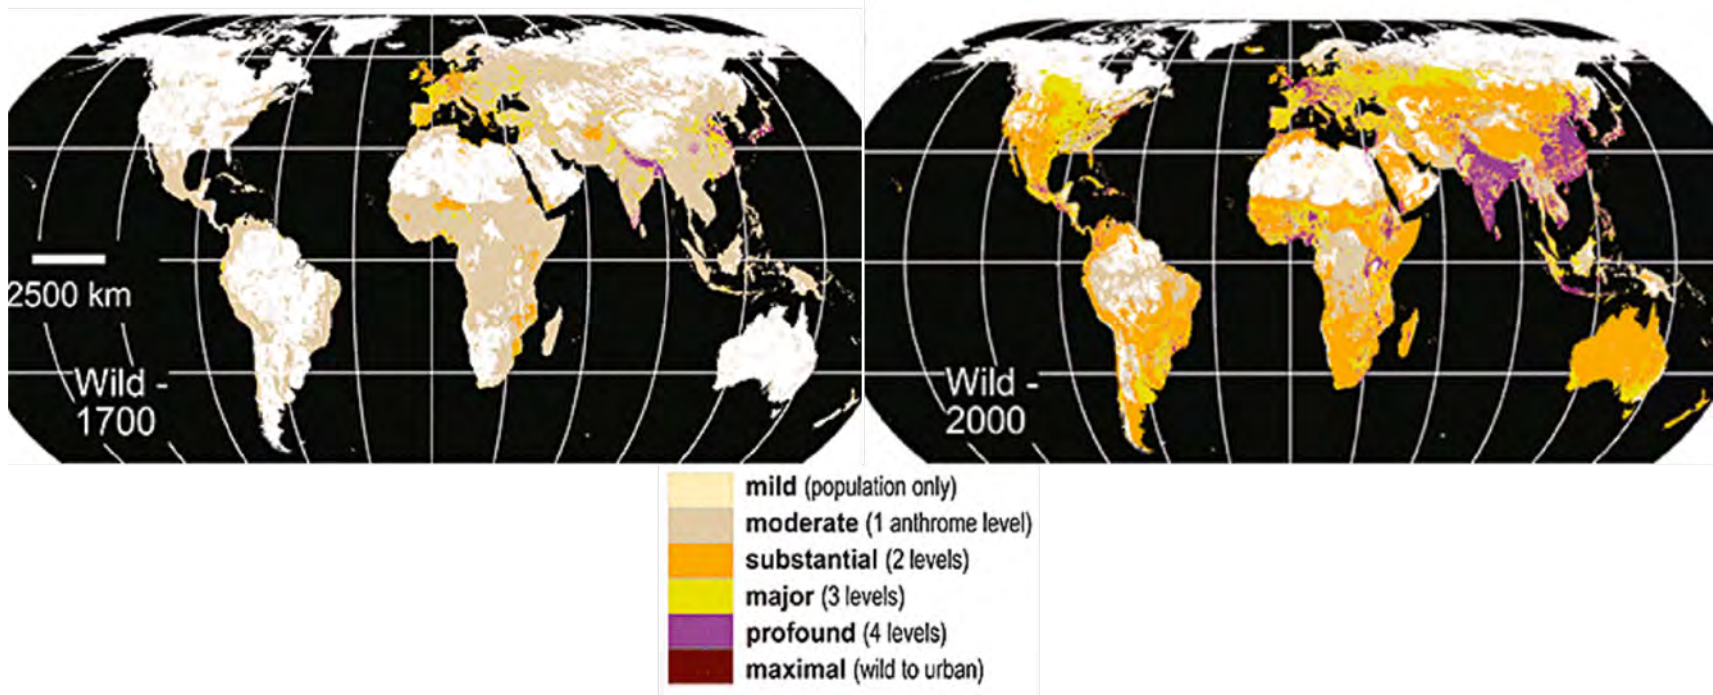 2500 km
Wild -
1700
Wild -
2000
mild (population only)
moderate (1 anthrome level)
substantial (2 levels)
major (3 levels)
profound (4 levels)
maximal (wild to urban)